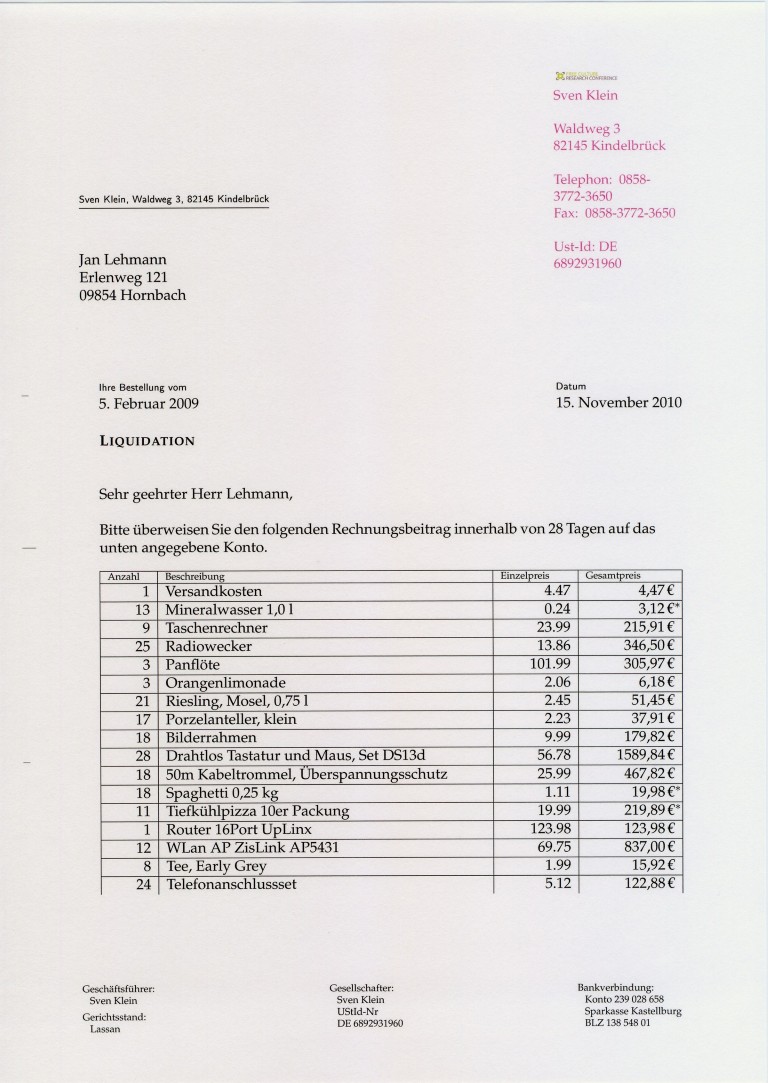 FREE CULTURE
RESEARCH CONFERENCE
Sven Klein
Waldweg 3
82145 Kindelbrück
Telephon: 0858-
3772-3650
Fax: 0858-3772-3650
Ust-Id: DE
6892931960
Sven Klein, Waldweg 3, 82145 Kindelbrück
Jan Lehmann
Erlenweg 121
09854 Hornbach
Ihre Bestellung vom
5. Februar 2009
Datum
15. November 2010
LIQUIDATION
Sehr geehrter Herr Lehmann,
Bitte überweisen Sie den folgenden Rechnungsbeitrag innerhalb von 28 Tagen auf das
unten angegebene Konto.
Anzahl Beschreibung Einzelpreis Gesamtpreis
1 Versandkosten 4.47 4,47 €
13 Mineralwasser 1,0 l 0.24 3,12 €*
9 Taschenrechner 23.99 215,91 €
25 Radiowecker 13.86 346,50 €
3 Panflöte 101.99 305,97 €
3 Orangenlimonade 2.06 6,18 €
21 Riesling, Mosel, 0,75 l 2.45 51,45 €
17 Porzelanteller, klein 2.23 37,91 €
18 Bilderrahmen 9.99 179,82 €
28 Drahtlos Tastatur und Maus, Set DS13d 56.78 1589,84 €
18 50m Kabeltrommel, Überspannungsschutz 25.99 467,82 €
18 Spaghetti 0,25 kg 1.11 19,98 €*
11 Tiefkühlpizza 10er Packung 19.99 219,89 €*
1 Router 16Port UpLinx 123.98 123,98 €
12 WLan AP ZisLink AP5431 69.75 837,00 €
8 Tee, Early Grey 1.99 15,92 €
24 Telefonanschlussset 5.12 122,88 €
Geschäftsführer:
Sven Klein
Gerichtsstand:
Lassan
Gesellschafter:
Sven Klein
UStId-Nr
DE 6892931960
Bankverbindung:
Konto 239 028 658
Sparkasse Kastellburg
BLZ 138 548 01